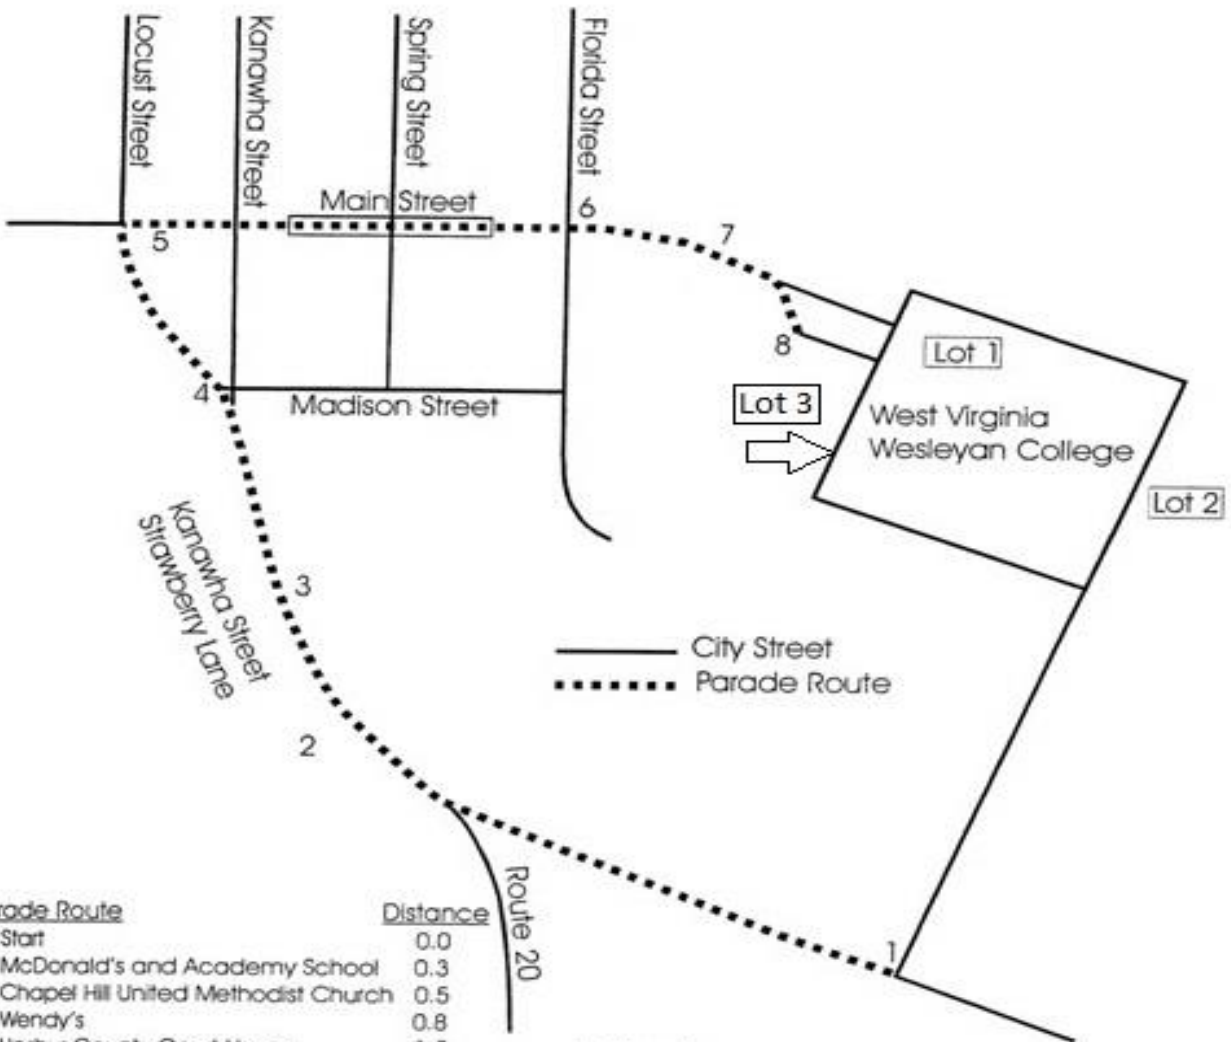 Locust Street
Kanawha Street
Spring Street
Florida Street
Main Street
6
5
7
8
Lot 1
4
Madison Street
Lot 3
West Virginia
Wesleyan College
Lot 2
Kanawha Street
Strawberry Lane
3
City Street
Parade Route
2
Route 20
1
rade Route Distance
Start 0.0
McDonald's and Academy School 0.3
Chapel Hill United Methodist Church 0.5
Wendy's 0.8